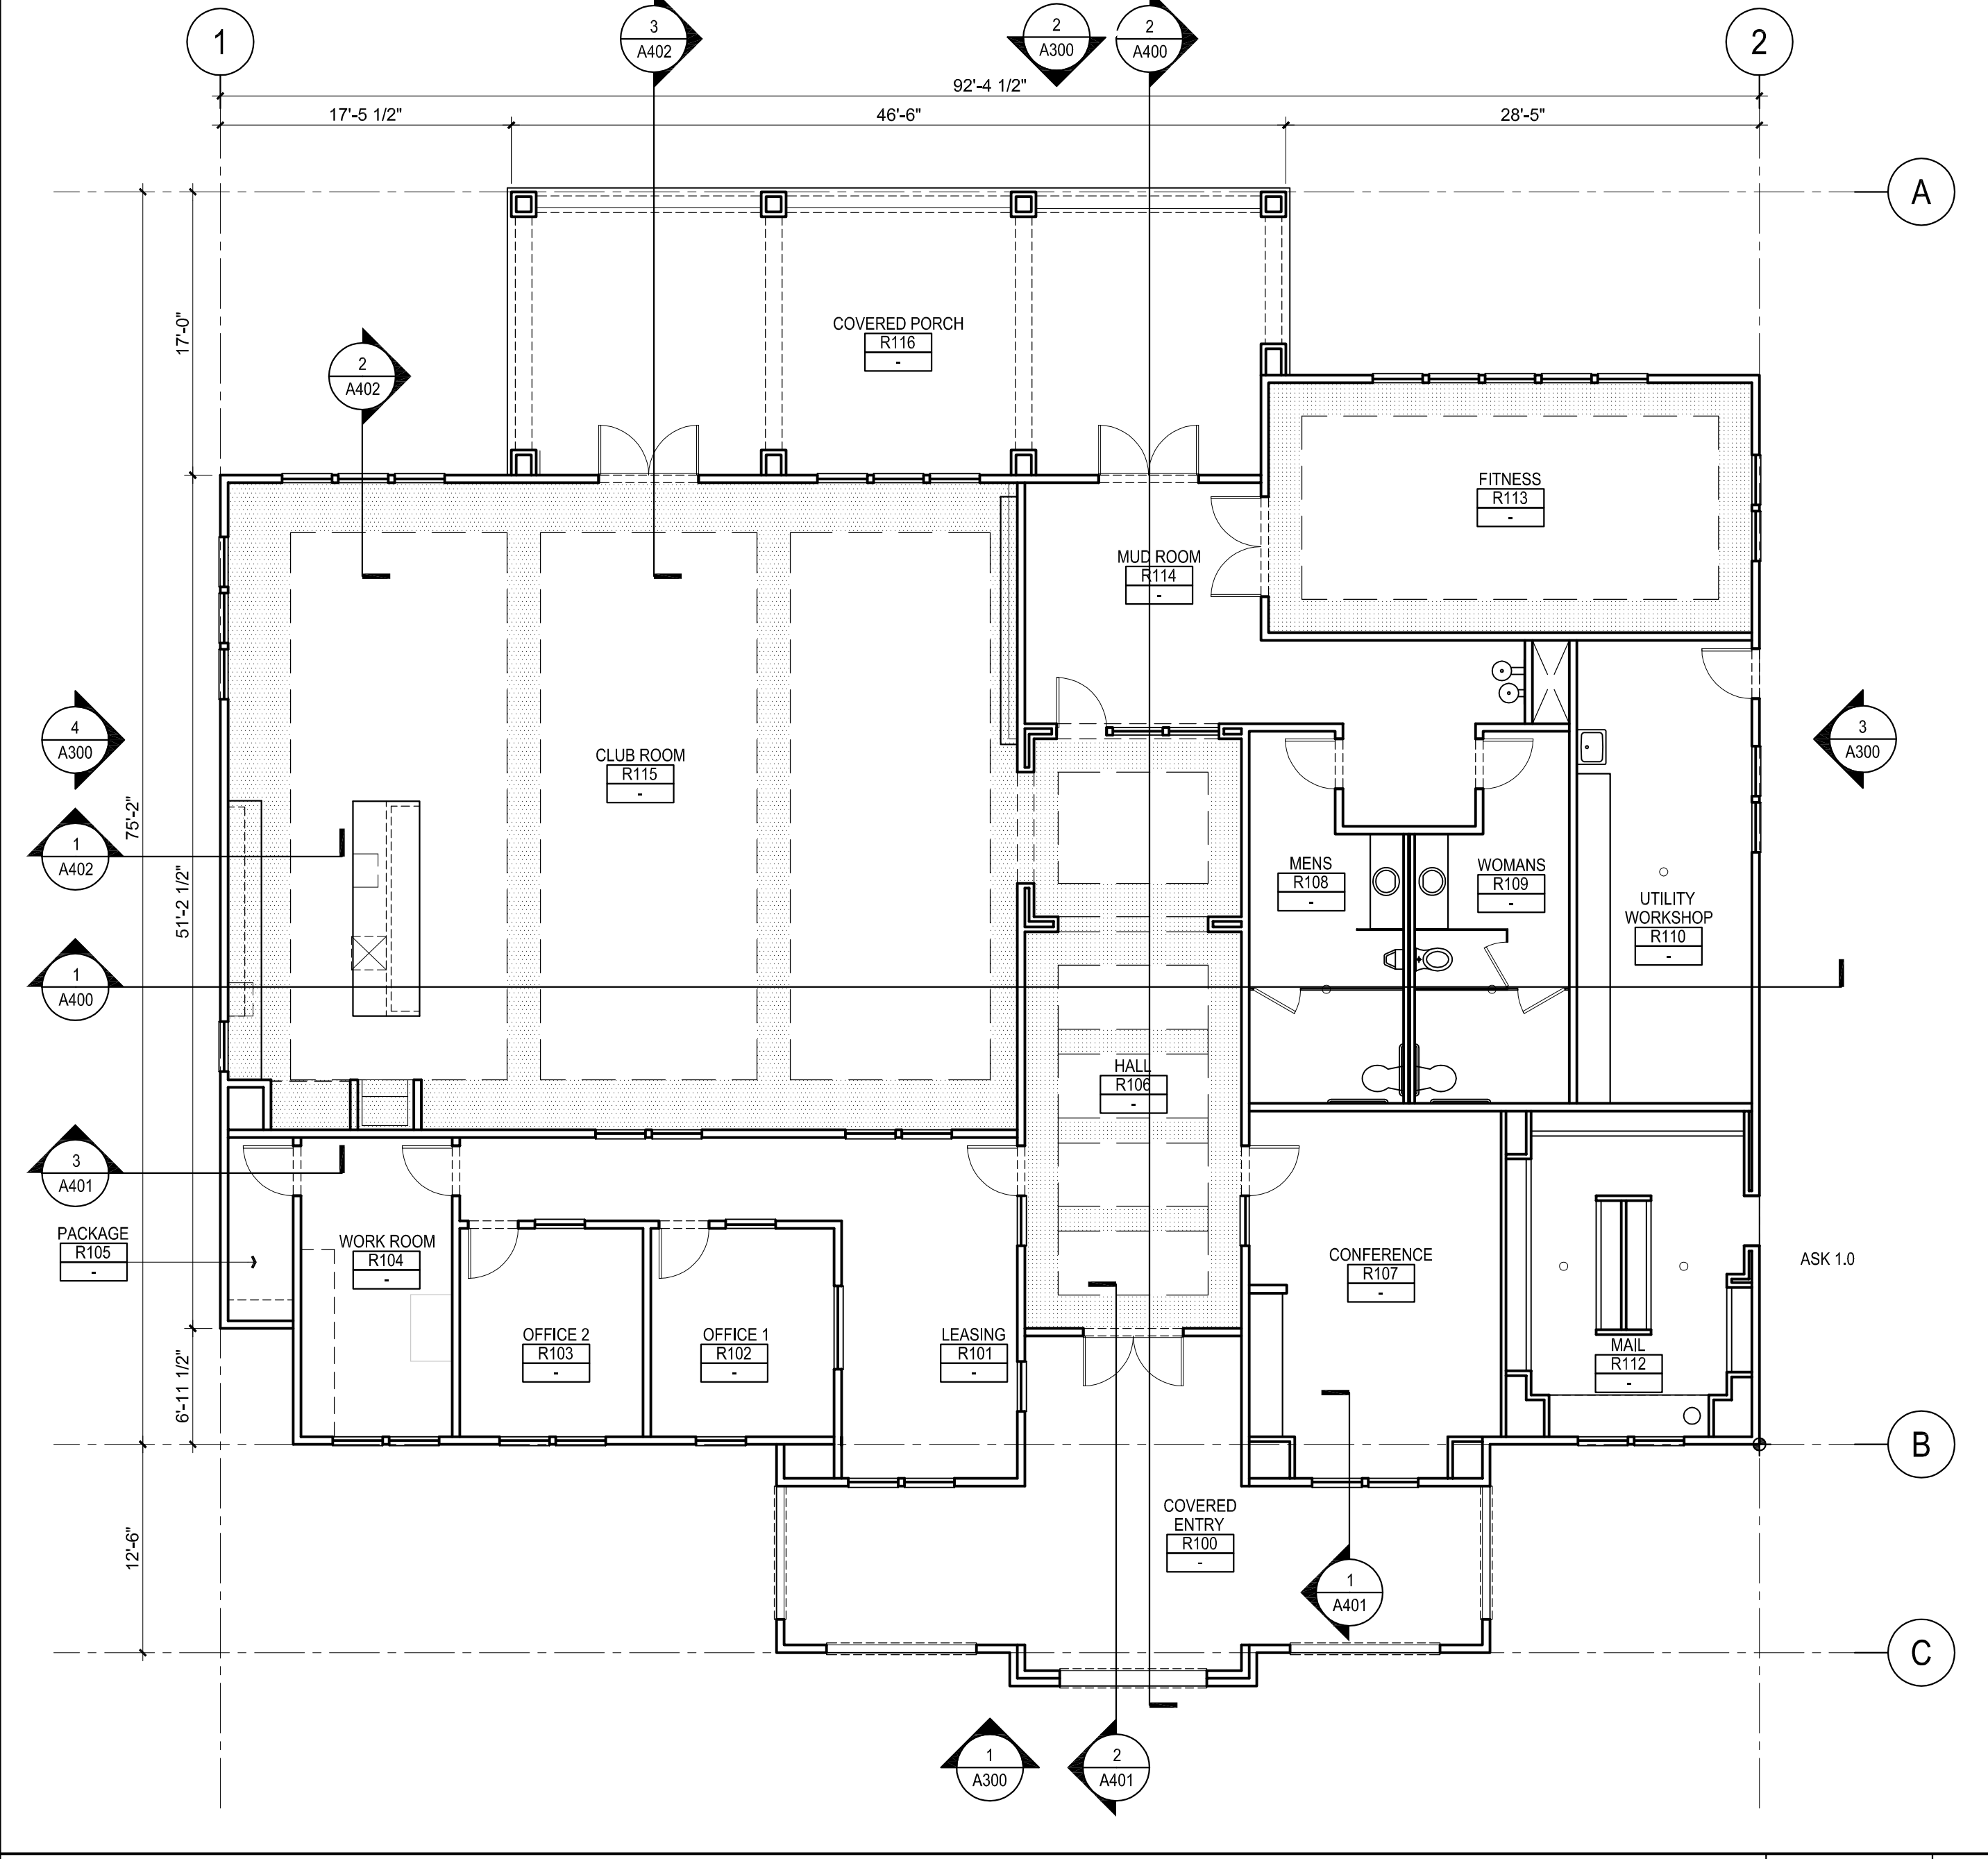 1
3
A402
2
A300
2
A400
2
92'-4 1/2"
17'-5 1/2"
46'-6"
28'-5"
A
17'-0"
COVERED PORCH
R116
-
2
A402
FITNESS
R113
-
MUD ROOM
R114
-
4
A300
CLUB ROOM
R115
-
3
A300
75'-2"
1
A402
51'-2 1/2"
MENS
R108
-
WOMANS
R109
-
UTILITY
WORKSHOP
R110
-
1
A400
HALL
R106
-
3
A401
PACKAGE
R105
-
WORK ROOM
R104
-
CONFERENCE
R107
-
ASK 1.0
OFFICE 2
R103
-
OFFICE 1
R102
-
LEASING
R101
-
MAIL
R112
-
6'-11 1/2"
B
12'-6"
COVERED
ENTRY
R100
-
1
A401
C
1
A300
2
A401